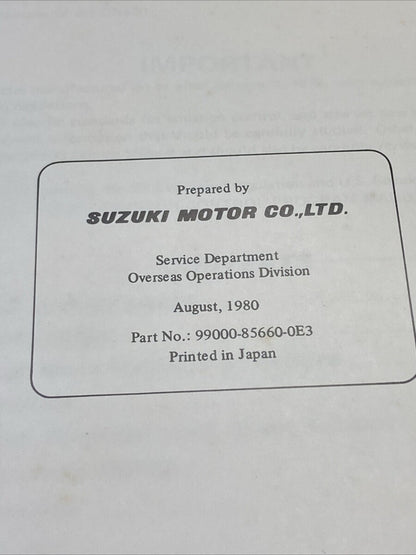 IMPORTANT
Prepared by
SUZUKI MOTOR CO.,LTD.
Service Department
Overseas Operations Division
August, 1980
Part No.: 99000-85660-0E3
Printed in Japan